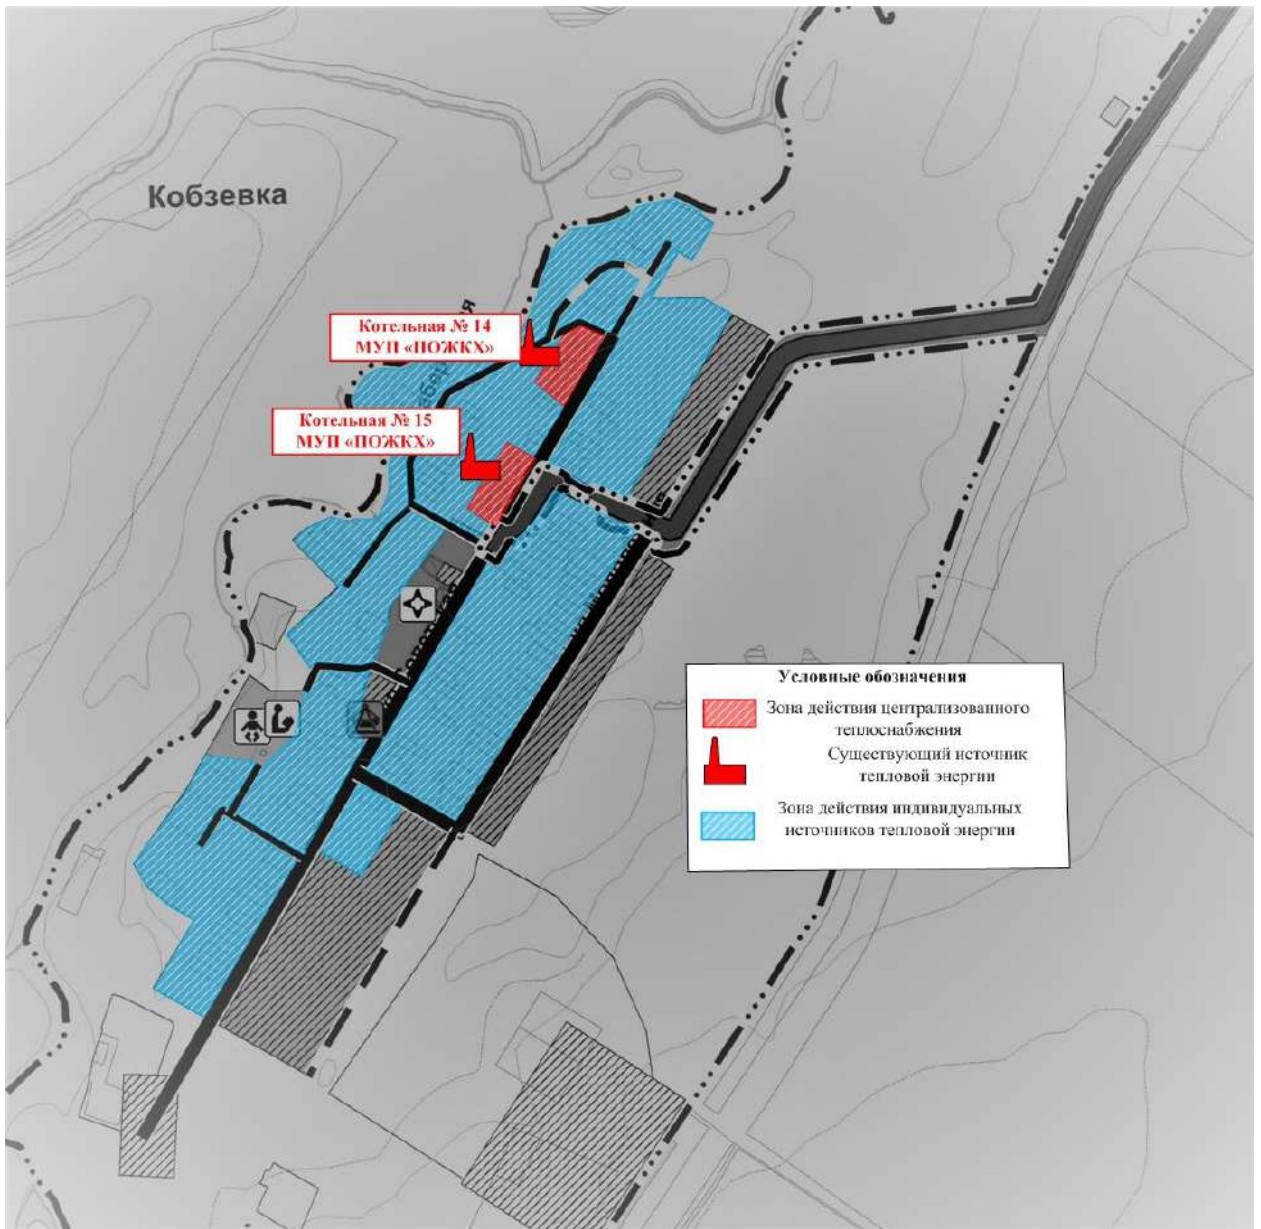 Кобзевка
Котельная № 14
МУП «ПОЖКХ»
Котельная № 15
МУП «ПОЖКХ»
Условные обозначения
Зона действия централизованного
теплоснабжения
Существующий источник
тепловой энергии
Зона действия индивидуальных
источников тепловой энергии